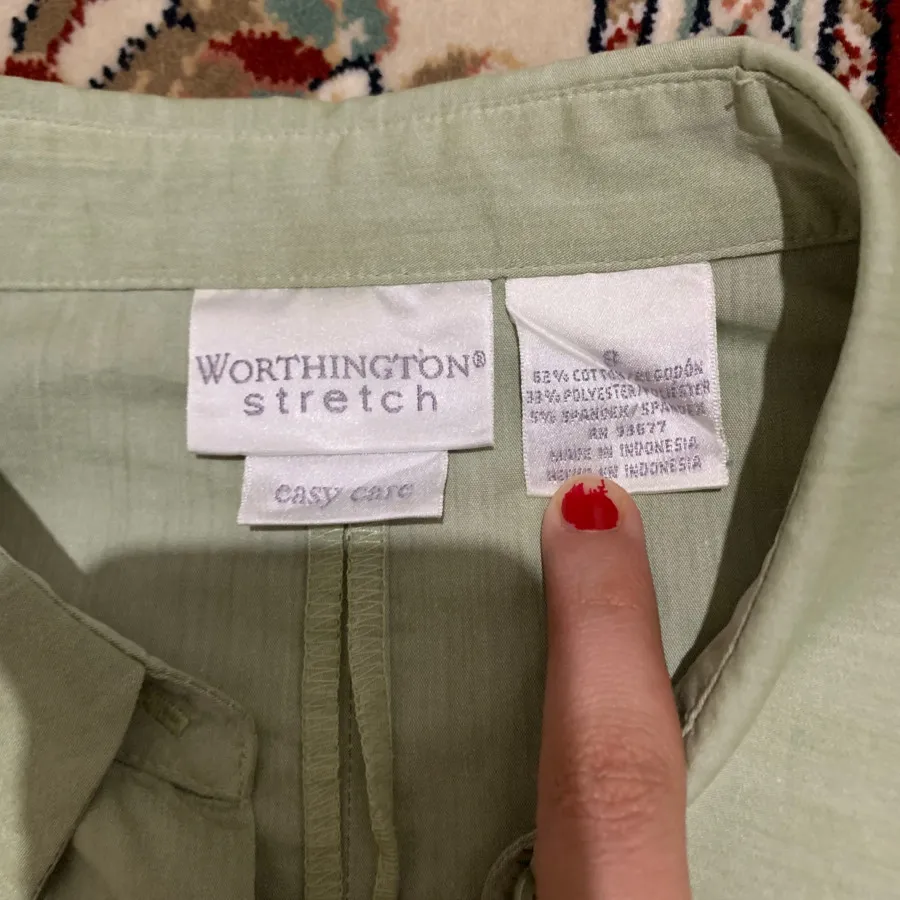 WORTHINGTON®
stretch
easy care
62% COTTON/ALGODÓN
33% POLYESTER/POLIÉSTER
5% SPANDEX/SPANDEX
RN 93677
MADE IN INDONESIA
HECHO EN INDONESIA